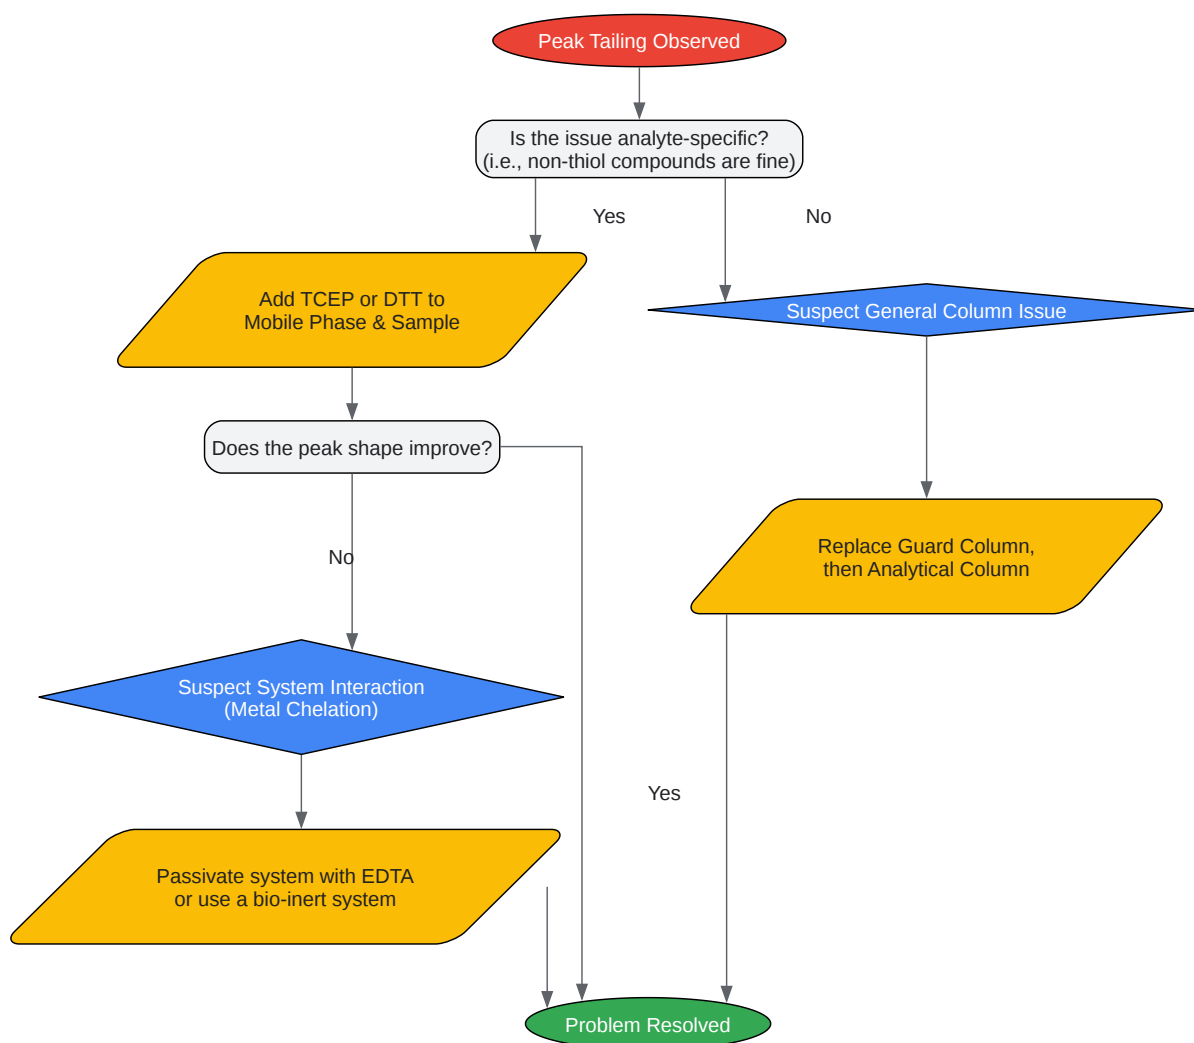 Peak Tailing Observed
Is the issue analyte-specific?
(i.e., non-thiol compounds are fine)
Yes
No
Add TCEP or DTT to
Mobile Phase & Sample
Suspect General Column Issue
Does the peak shape improve?
No
Replace Guard Column,
then Analytical Column
Suspect System Interaction
(Metal Chelation)
Yes
Passivate system with EDTA
or use a bio-inert system
Problem Resolved